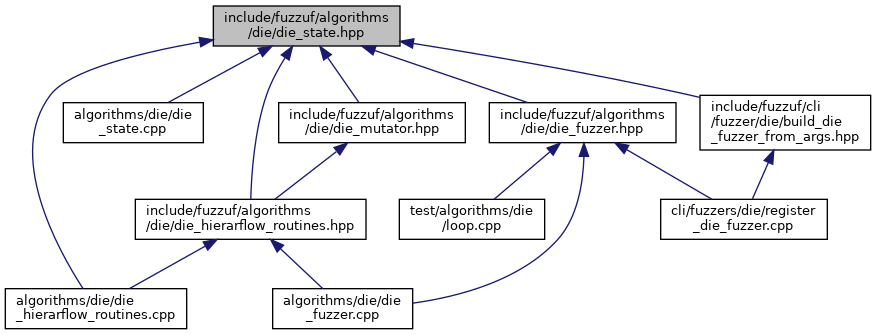 include/fuzzuf/algorithms
/die/die_state.hpp
algorithms/die/die
_state.cpp
include/fuzzuf/algorithms
/die/die_mutator.hpp
include/fuzzuf/algorithms
/die/die_fuzzer.hpp
include/fuzzuf/cli
/fuzzer/die/build_die
_fuzzer_from_args.hpp
include/fuzzuf/algorithms
/die/die_hierarflow_routines.hpp
test/algorithms/die
/loop.cpp
cli/fuzzers/die/register
_die_fuzzer.cpp
algorithms/die/die
_hierarflow_routines.cpp
algorithms/die/die
_fuzzer.cpp